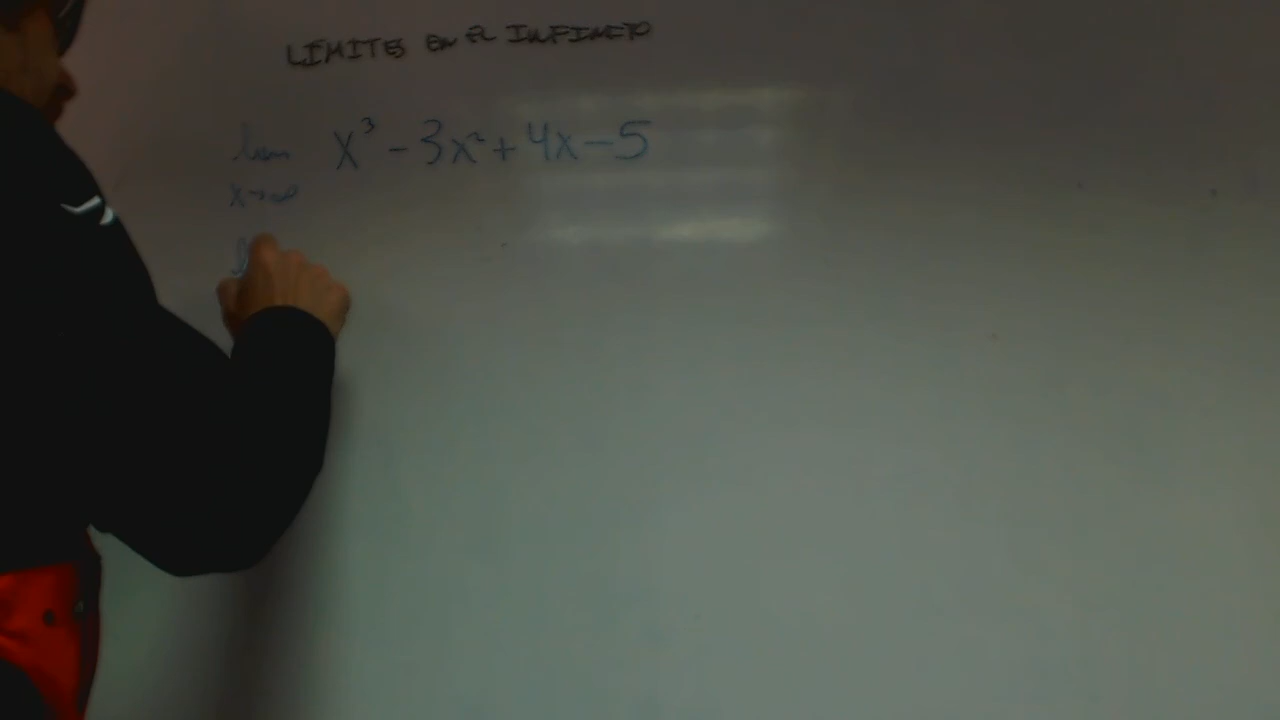 LIMITES EN EL INFINITO
lim x³ - 3x² + 4x - 5
x→∞